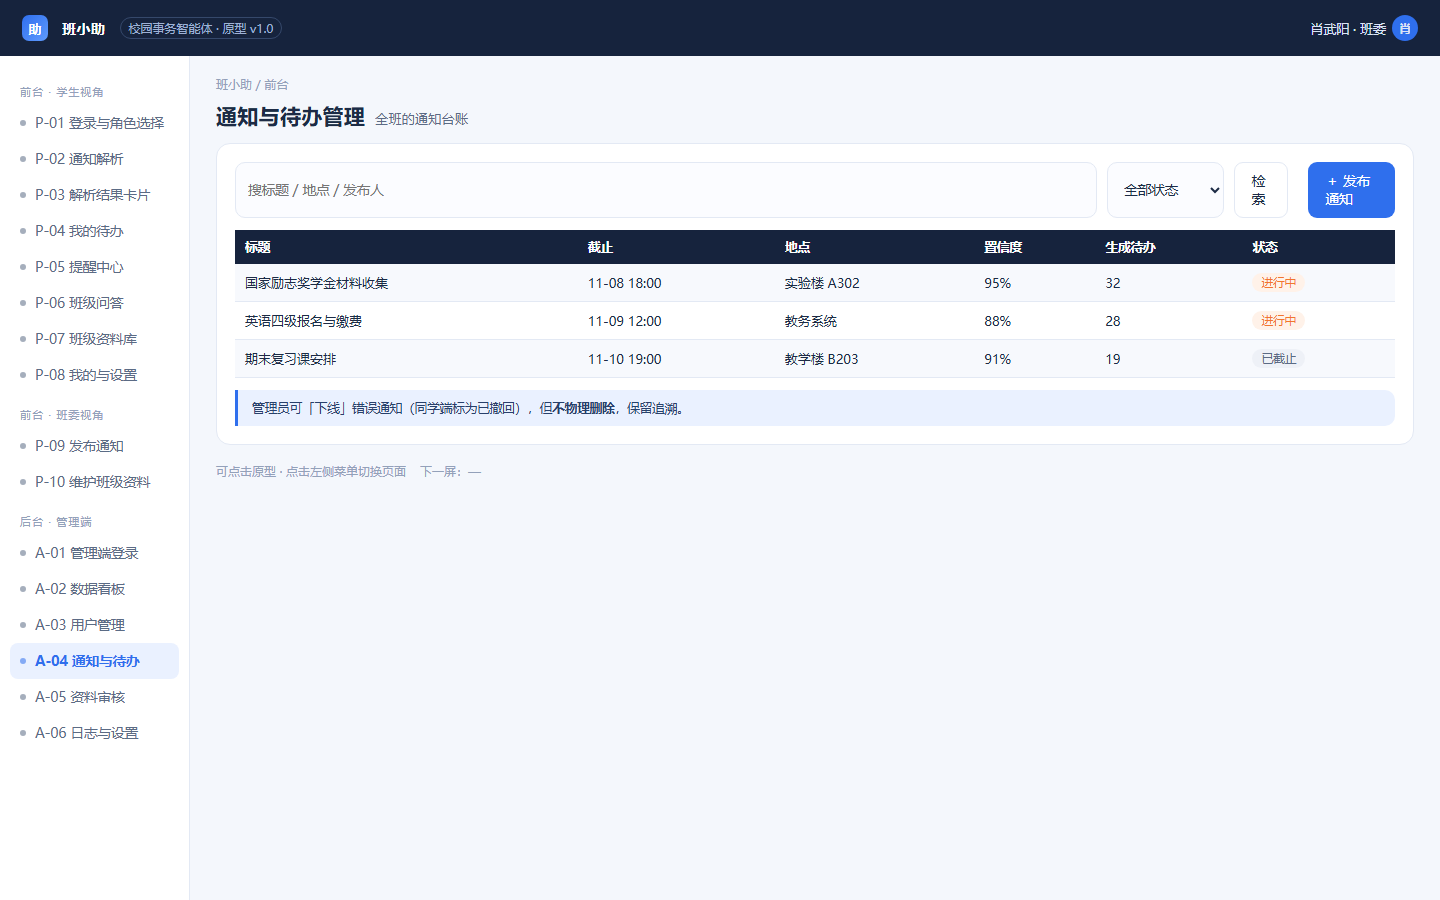 助 班小助 校园事务智能体 · 原型 v1.0 肖武阳 · 班委 肖
前台 · 学生视角
P-01 登录与角色选择
P-02 通知解析
P-03 解析结果卡片
P-04 我的待办
P-05 提醒中心
P-06 班级问答
P-07 班级资料库
P-08 我的与设置
前台 · 班委视角
P-09 发布通知
P-10 维护班级资料
后台 · 管理端
A-01 管理端登录
A-02 数据看板
A-03 用户管理
A-04 通知与待办
A-05 资料审核
A-06 日志与设置
班小助 / 前台
通知与待办管理 全班的通知台账
搜标题 / 地点 / 发布人 全部状态
检
索
+ 发布
通知
标题 截止 地点 置信度 生成待办 状态
国家励志奖学金材料收集 11-08 18:00 实验楼 A302 95% 32 进行中
英语四级报名与缴费 11-09 12:00 教务系统 88% 28 进行中
期末复习课安排 11-10 19:00 教学楼 B203 91% 19 已截止
管理员可「下线」错误通知（同学端标为已撤回），但不物理删除，保留追溯。
可点击原型 · 点击左侧菜单切换页面 下一屏：—